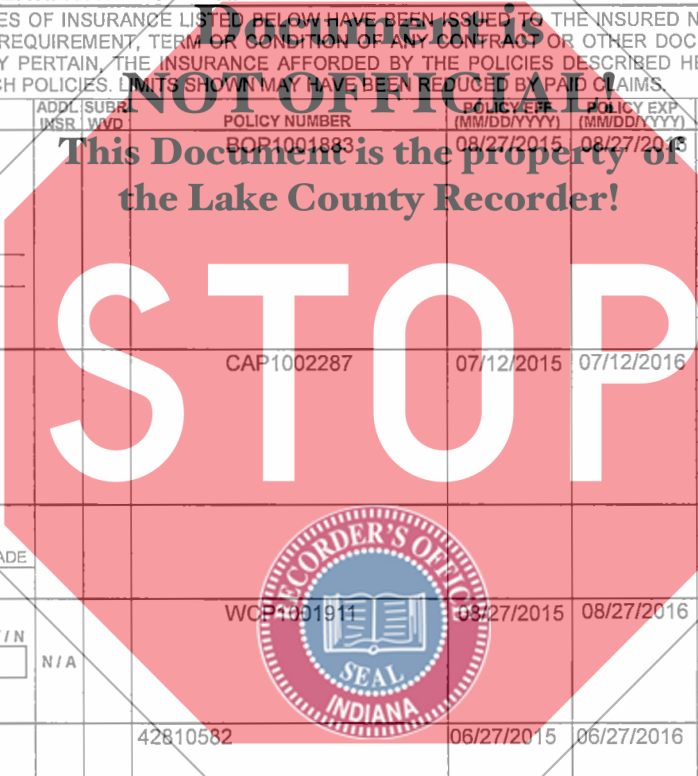 Document is
ES OF INSURANCE LISTED BELOW HAVE BEEN ISSUED TO THE INSURED N
REQUIREMENT, TERM OR CONDITION OF ANY CONTRACT OR OTHER DOC
Y PERTAIN, THE INSURANCE AFFORDED BY THE POLICIES DESCRIBED HE
CH POLICIES. LIMITS SHOWN MAY HAVE BEEN REDUCED BY PAID CLAIMS.
NOT OFFICIAL!
ADDL SUBR POLICY EFF POLICY EXP
INSR WVD POLICY NUMBER (MM/DD/YYYY) (MM/DD/YYYY)
BOP1001883 08/27/2015 08/27/2016
This Document is the property of
the Lake County Recorder!
STOP
CAP1002287 07/12/2015 07/12/2016
RECORDER'S OFFICE
ADE
WCP1001911 08/27/2015 08/27/2016
/ N
N / A
SEAL
INDIANA
42810582 06/27/2015 06/27/2016